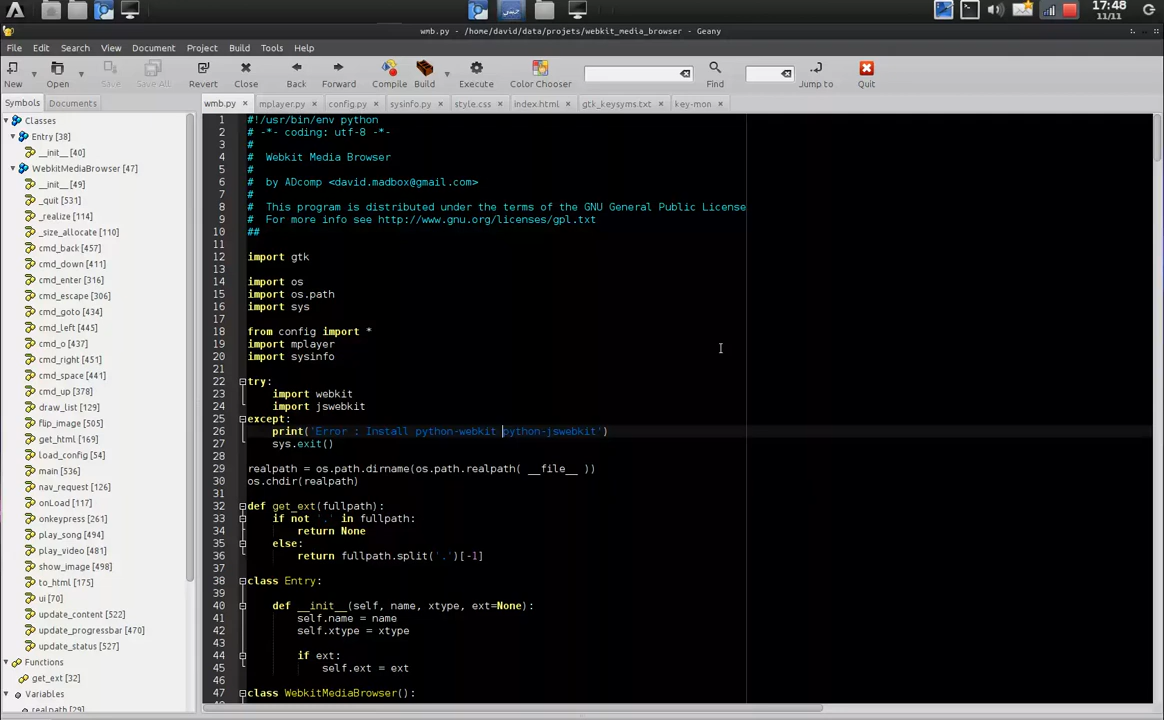 17:48
11/11
wmb.py - /home/david/data/projets/webkit_media_browser - Geany
File Edit Search View Document Project Build Tools Help
New Open Save Save All Revert Close Back Forward Compile Build Execute Color Chooser Find Jump to Quit
Symbols Documents
wmb.py mplayer.py config.py sysinfo.py style.css index.html gtk_keysyms.txt key-mon
Classes
Entry [38]
__init__ [40]
WebkitMediaBrowser [47]
__init__ [49]
_quit [531]
_realize [114]
_size_allocate [110]
cmd_back [457]
cmd_down [411]
cmd_enter [316]
cmd_escape [306]
cmd_goto [434]
cmd_left [445]
cmd_o [437]
cmd_right [451]
cmd_space [441]
cmd_up [378]
draw_list [129]
flip_image [505]
get_html [169]
load_config [54]
main [536]
nav_request [126]
onLoad [117]
onkeypress [261]
play_song [494]
play_video [481]
show_image [498]
to_html [175]
ui [70]
update_content [522]
update_progressbar [470]
update_status [527]
Functions
get_ext [32]
Variables
realpath [29]
1 #!/usr/bin/env python
2 # -*- coding: utf-8 -*-
3 #
4 # Webkit Media Browser
5 #
6 # by ADcomp <david.madbox@gmail.com>
7 #
8 # This program is distributed under the terms of the GNU General Public License
9 # For more info see http://www.gnu.org/licenses/gpl.txt
10 ##
11
12 import gtk
13
14 import os
15 import os.path
16 import sys
17
18 from config import *
19 import mplayer
20 import sysinfo
21
22 try:
23 import webkit
24 import jswebkit
25 except:
26 print('Error : Install python-webkit python-jswebkit')
27 sys.exit()
28
29 realpath = os.path.dirname(os.path.realpath( __file__ ))
30 os.chdir(realpath)
31
32 def get_ext(fullpath):
33 if not '.' in fullpath:
34 return None
35 else:
36 return fullpath.split('.')[-1]
37
38 class Entry:
39
40 def __init__(self, name, xtype, ext=None):
41 self.name = name
42 self.xtype = xtype
43
44 if ext:
45 self.ext = ext
46
47 class WebkitMediaBrowser():